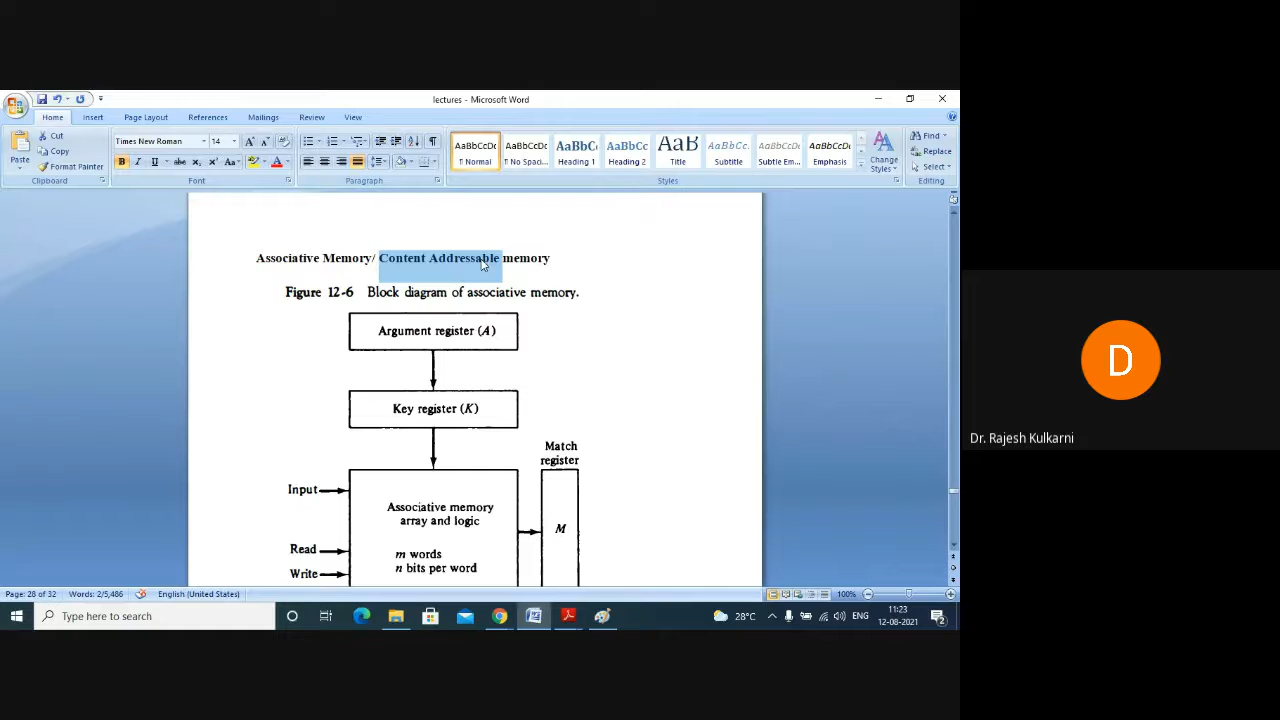 lectures - Microsoft Word
Home Insert Page Layout References Mailings Review View
Paste
Cut
Copy
Format Painter
Clipboard
Times New Roman 14
Font
Paragraph
AaBbCcDc AaBbCcDc AaBbC AaBbCc AaB AaBbCc. AaBbCcDc AaBbCcDc
¶ Normal ¶ No Spaci... Heading 1 Heading 2 Title Subtitle Subtle Em... Emphasis
Change Styles
Styles
Find
Replace
Select
Editing
Associative Memory/ Content Addressable memory
Figure 12-6 Block diagram of associative memory.
Argument register (A)
Key register (K)
Match
register
Input
Associative memory
array and logic
M
Read
m words
Write
n bits per word
D
Dr. Rajesh Kulkarni
Page: 28 of 32 Words: 2/5,486 English (United States) 100%
Type here to search
28°C ENG 11:23
12-08-2021
2